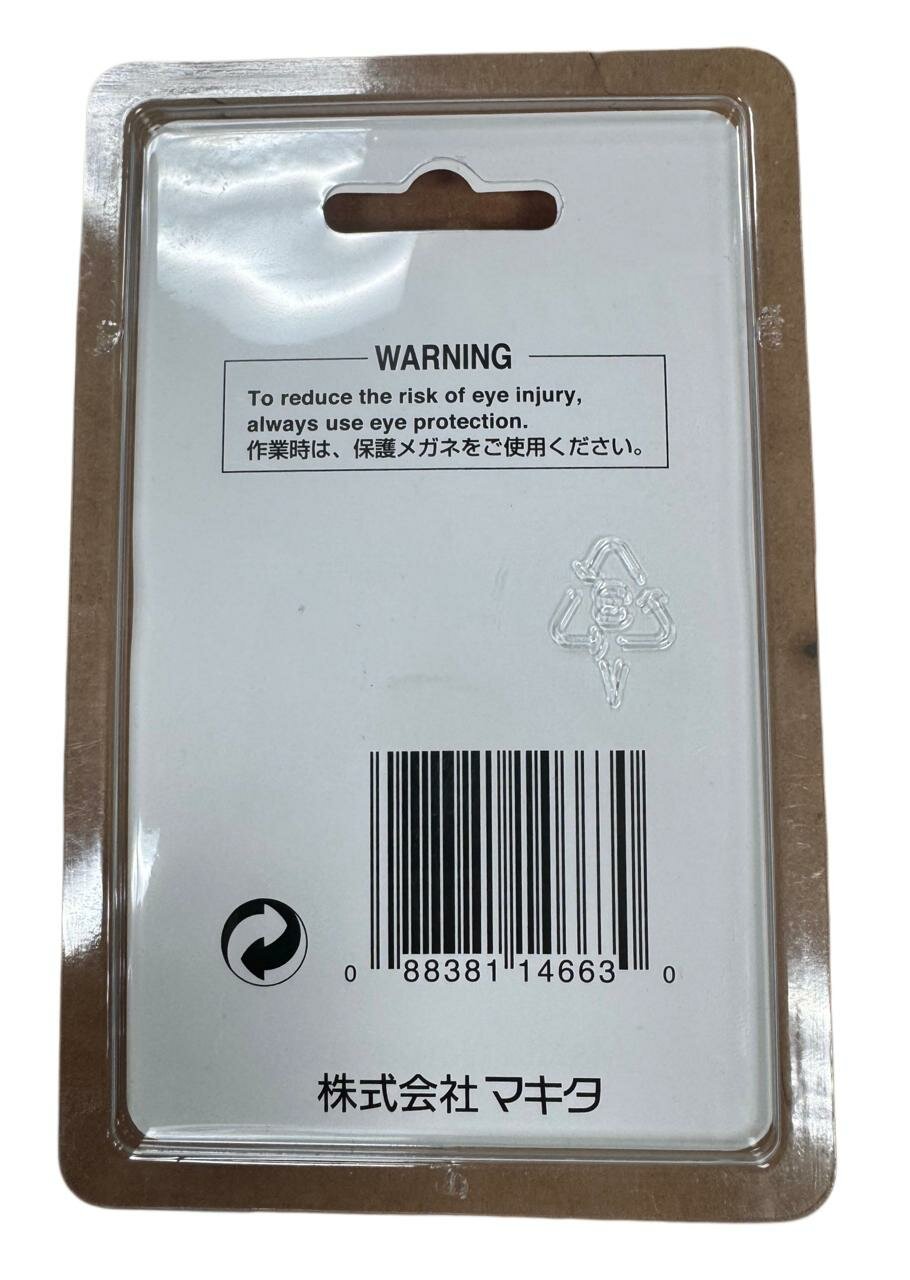 WARNING
To reduce the risk of eye injury,
always use eye protection.
作業時は、保護メガネをご使用ください。
3
V
0 88381 14663 0
株式会社マキタ